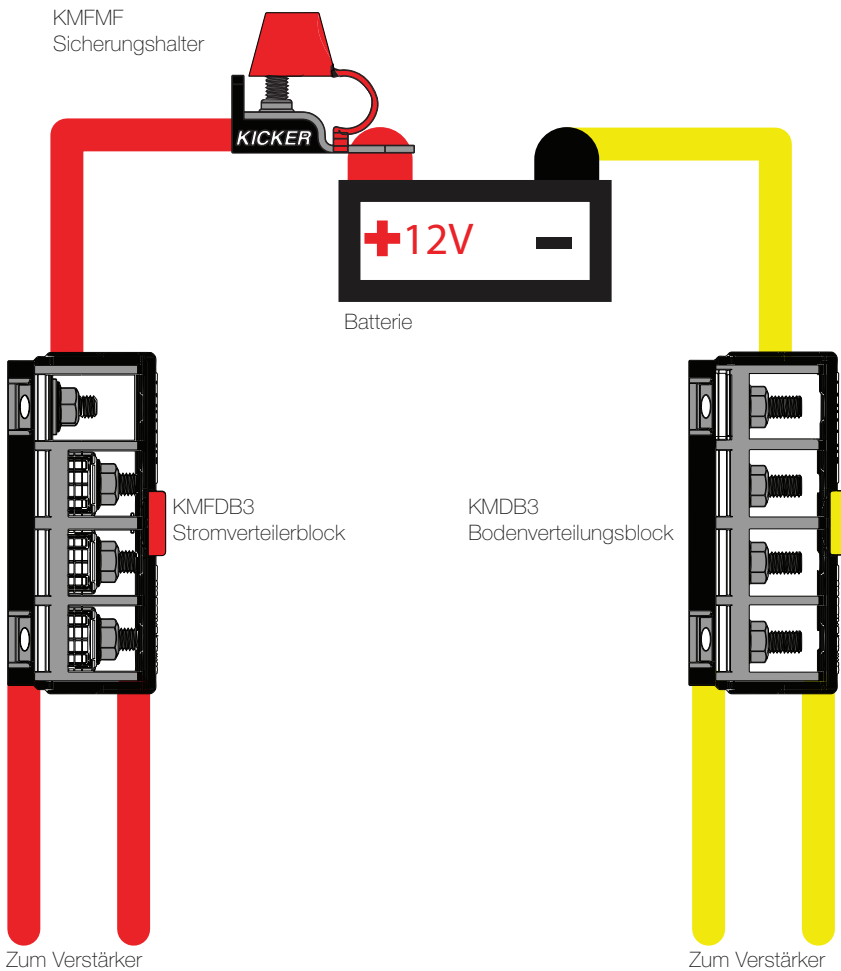 KMFMF
Sicherungshalter
KICKER
+12V
−
Batterie
KMFDB3
Stromverteilerblock
KMDB3
Bodenverteilungsblock
Zum Verstärker
Zum Verstärker